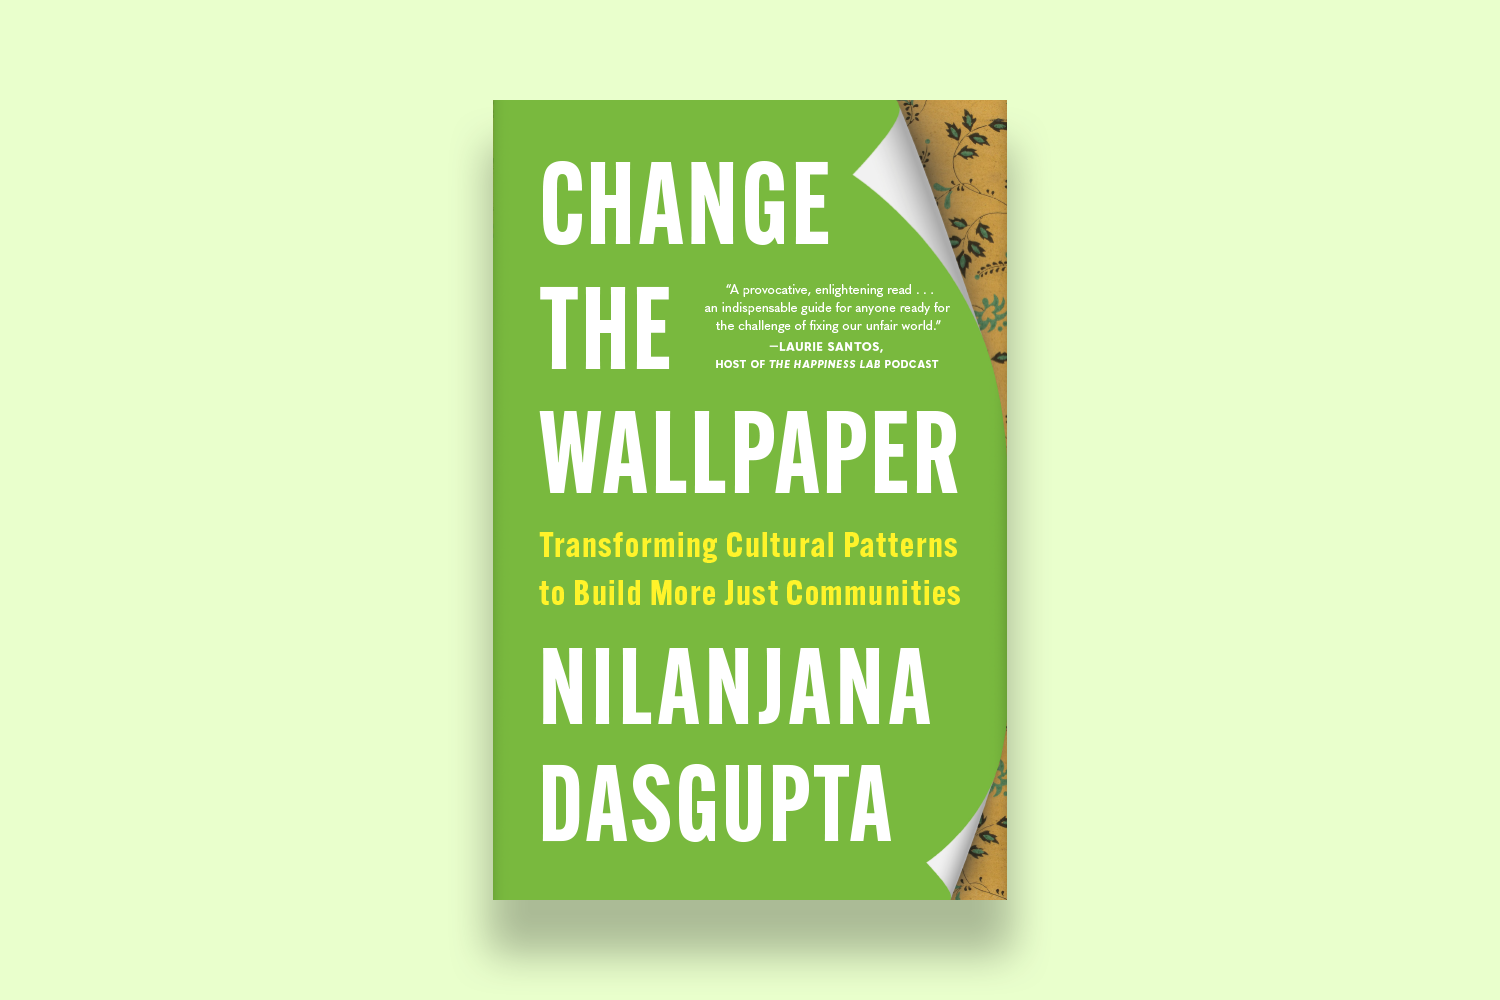 CHANGE
THE
“A provocative, enlightening read . . .
an indispensable guide for anyone ready for
the challenge of fixing our unfair world.”
—LAURIE SANTOS,
HOST OF THE HAPPINESS LAB PODCAST
WALLPAPER
Transforming Cultural Patterns
to Build More Just Communities
NILANJANA
DASGUPTA